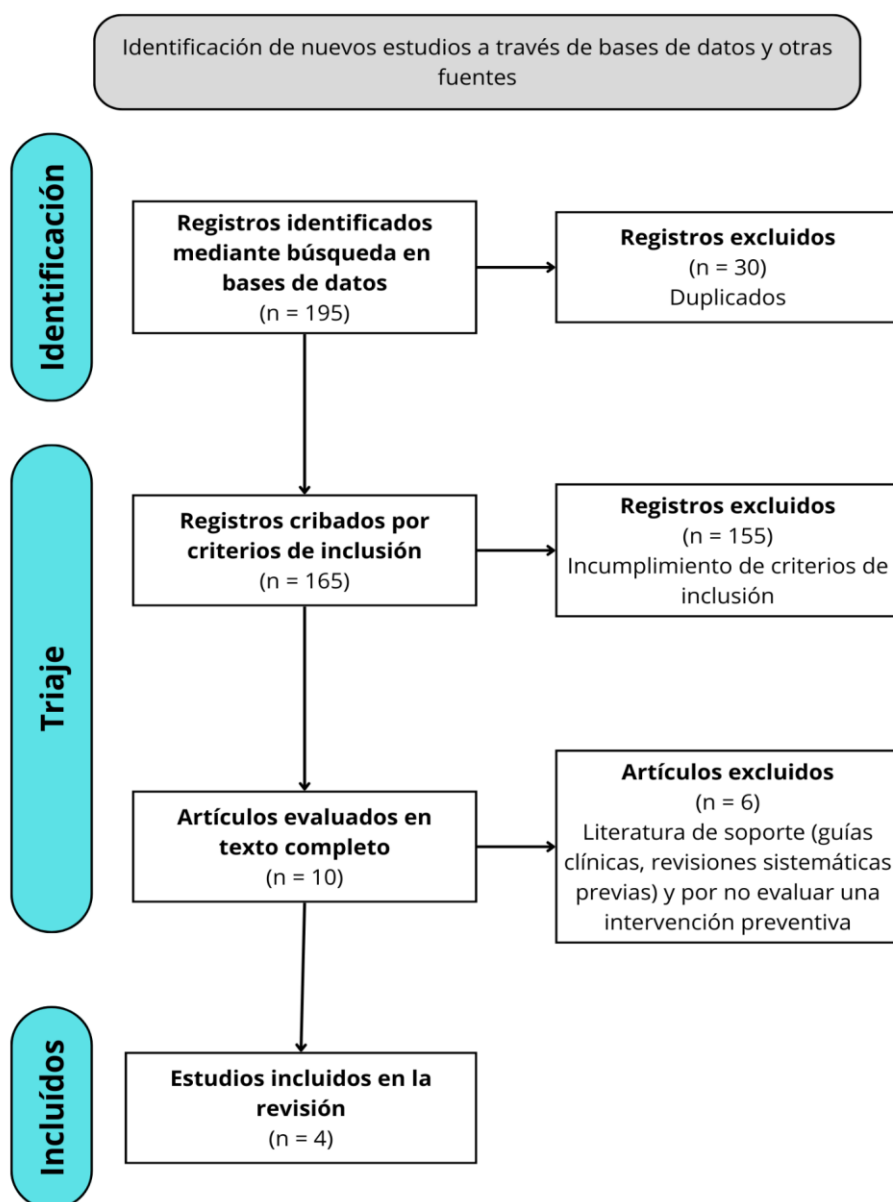 Identificación de nuevos estudios a través de bases de datos y otras
fuentes
Identificación
Registros identificados
mediante búsqueda en
bases de datos
(n = 195)
Registros excluidos
(n = 30)
Duplicados
Triaje
Registros cribados por
criterios de inclusión
(n = 165)
Registros excluidos
(n = 155)
Incumplimiento de criterios de
inclusión
Artículos evaluados en
texto completo
(n = 10)
Artículos excluidos
(n = 6)
Literatura de soporte (guías
clínicas, revisiones sistemáticas
previas) y por no evaluar una
intervención preventiva
Incluídos
Estudios incluidos en la
revisión
(n = 4)